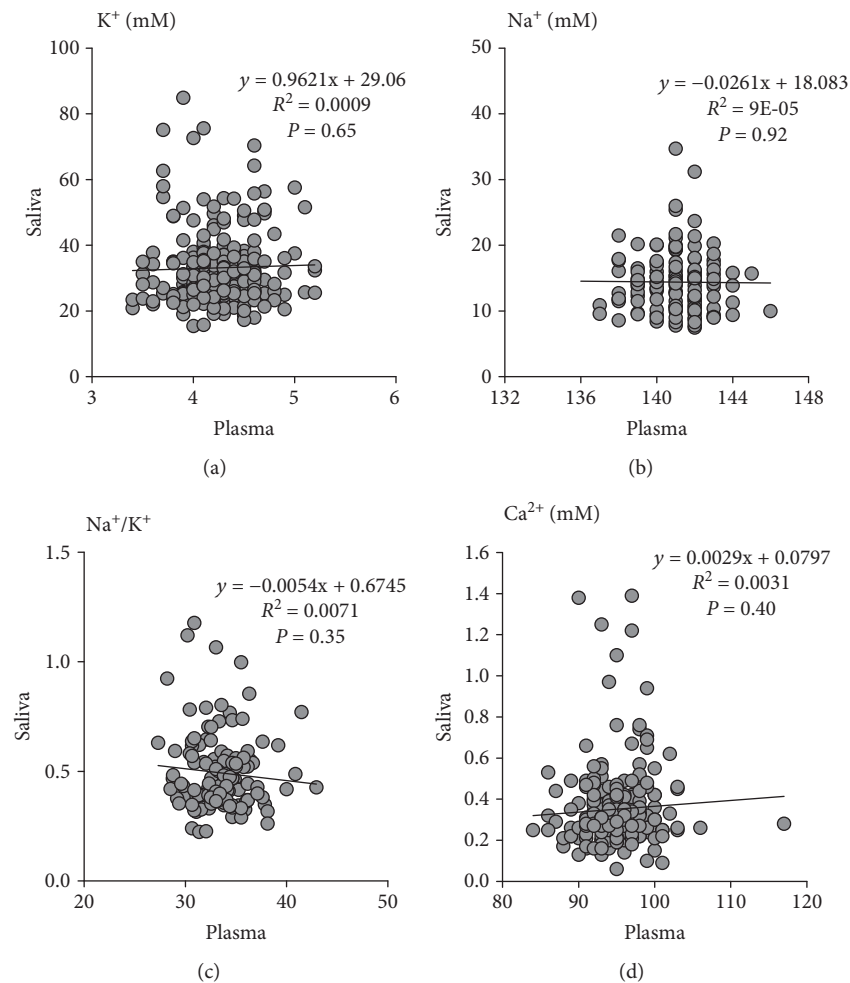 K⁺ (mM)
100
80
60
40
20
0
Saliva
y = 0.9621x + 29.06
R² = 0.0009
P = 0.65
3 4 5 6
Plasma
(a)
Na⁺ (mM)
50
40
30
20
10
0
Saliva
y = −0.0261x + 18.083
R² = 9E-05
P = 0.92
132 136 140 144 148
Plasma
(b)
Na⁺/K⁺
1.5
1.0
0.5
0.0
Saliva
y = −0.0054x + 0.6745
R² = 0.0071
P = 0.35
20 30 40 50
Plasma
(c)
Ca²⁺ (mM)
1.6
1.4
1.2
1.0
0.8
0.6
0.4
0.2
0.0
Saliva
y = 0.0029x + 0.0797
R² = 0.0031
P = 0.40
80 90 100 110 120
Plasma
(d)